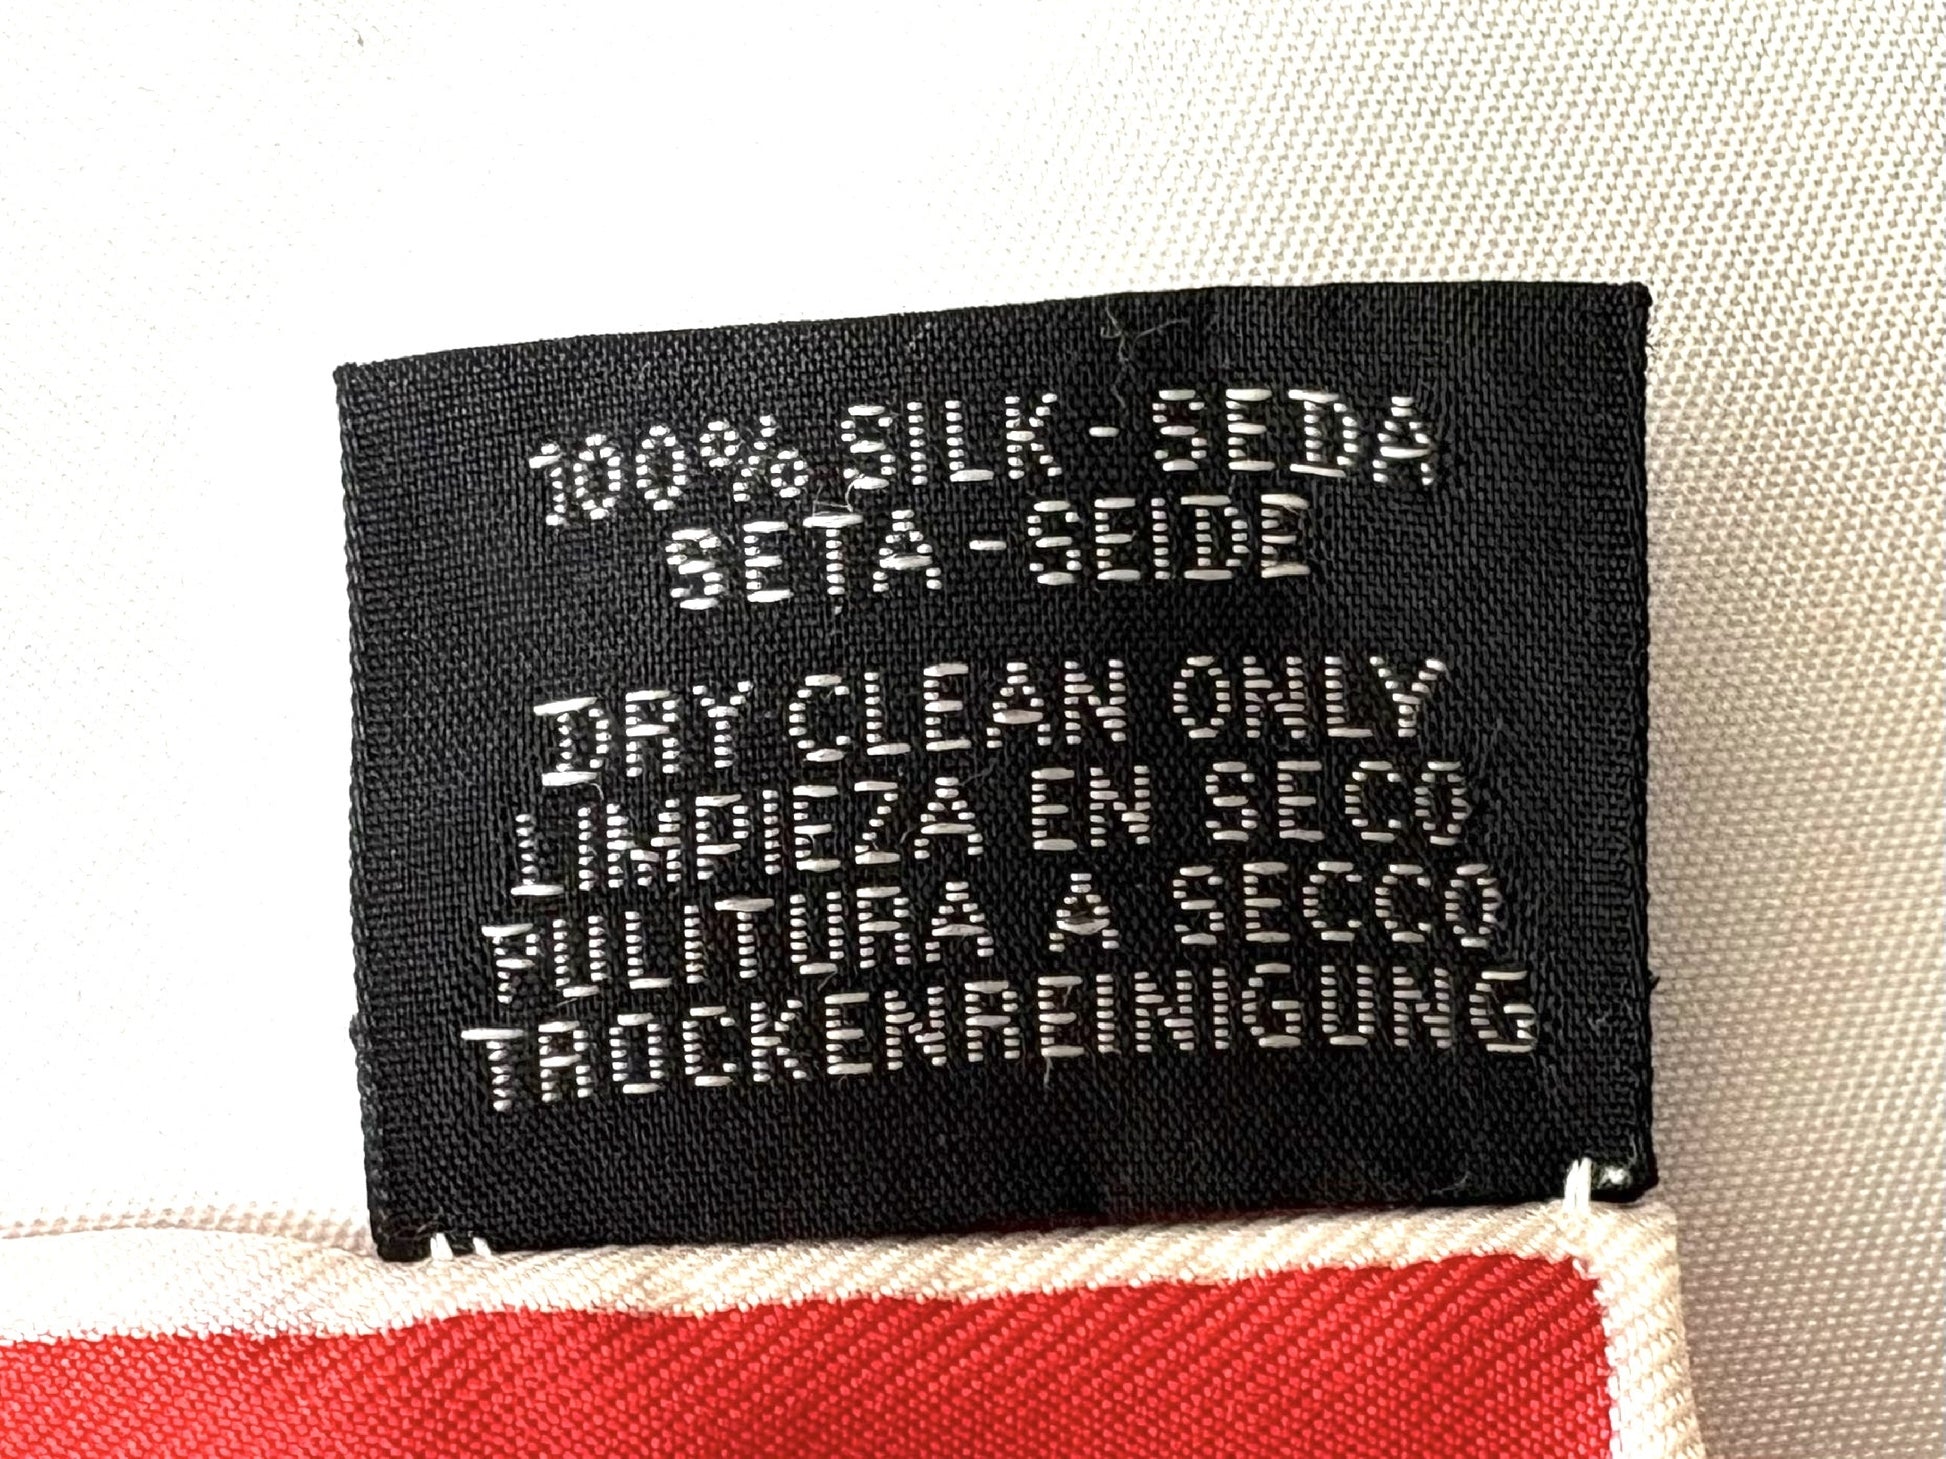 100% SILK - SEDA
SETA - SEIDE
DRY CLEAN ONLY
LIMPIEZA EN SECO
PULITURA A SECCO
TROCKENREINIGUNG